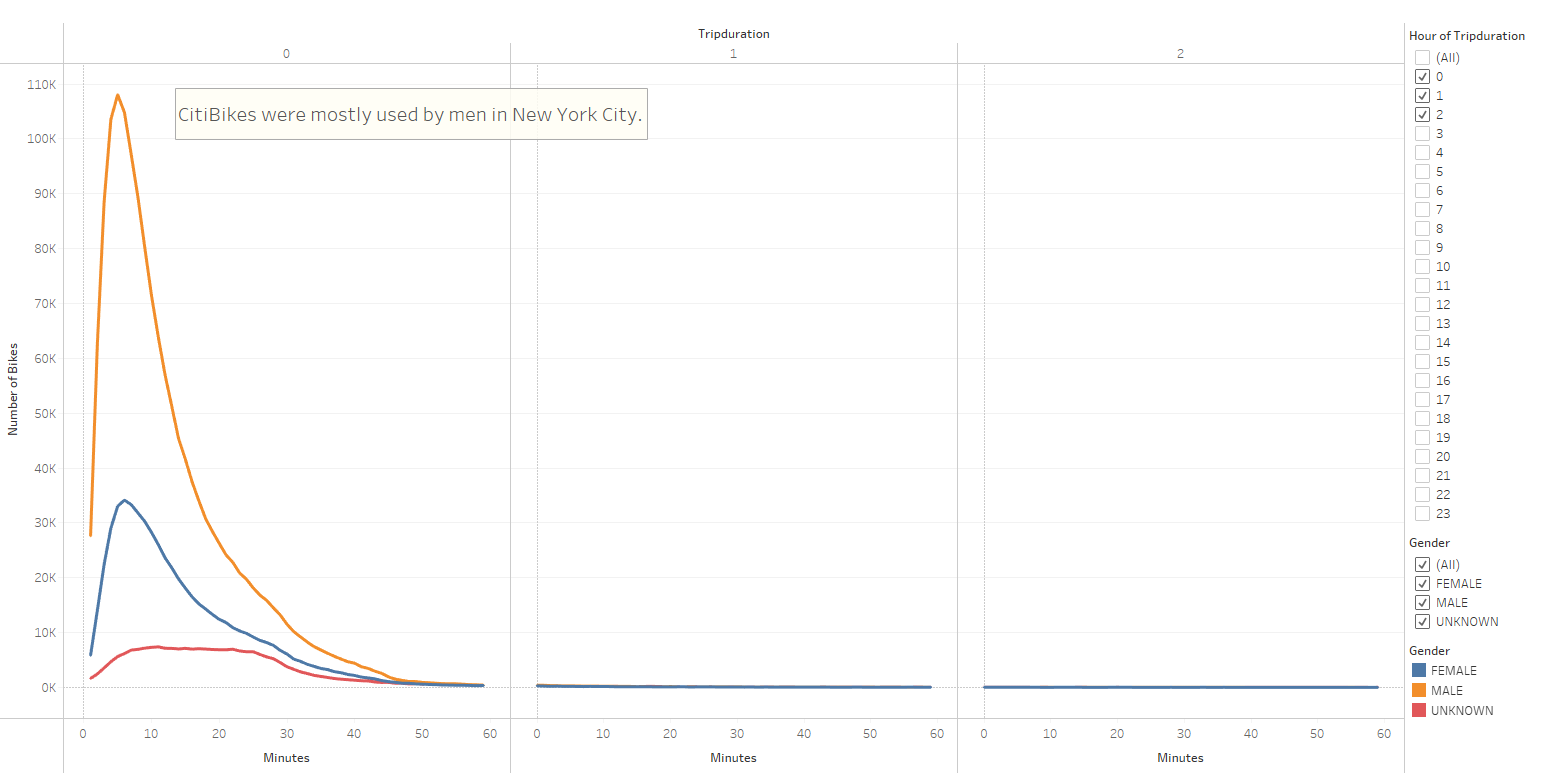 Tripduration
0
1
2
110K
100K
90K
80K
70K
60K
50K
40K
30K
20K
10K
0K
Number of Bikes
CitiBikes were mostly used by men in New York City.
0 10 20 30 40 50 60
0 10 20 30 40 50 60
0 10 20 30 40 50 60
Minutes
Minutes
Minutes
Hour of Tripduration
(All)
0
1
2
3
4
5
6
7
8
9
10
11
12
13
14
15
16
17
18
19
20
21
22
23
Gender
(All)
FEMALE
MALE
UNKNOWN
Gender
FEMALE
MALE
UNKNOWN